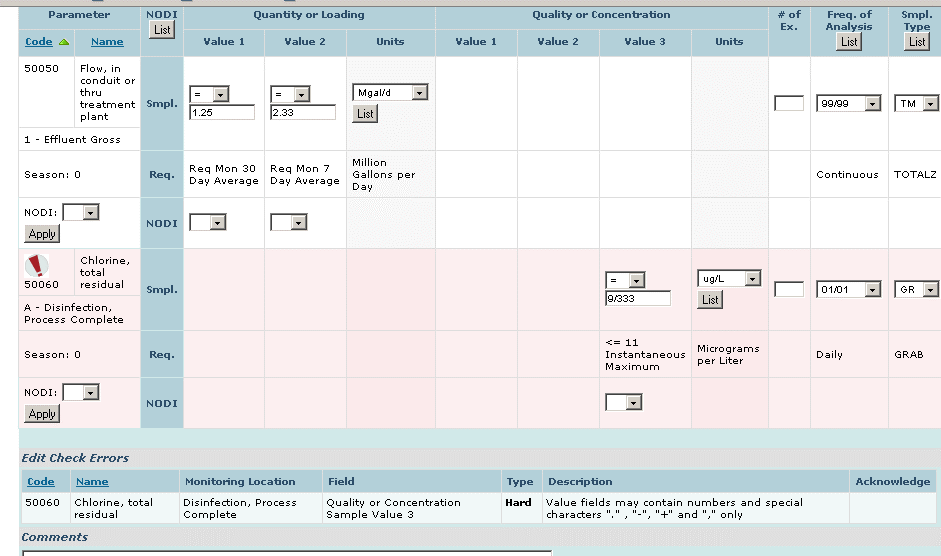 Parameter NODI Quantity or Loading Quality or Concentration # of Ex. Freq. of Analysis Smpl. Type
List List List
Code Name Value 1 Value 2 Units Value 1 Value 2 Value 3 Units
50050 Flow, in conduit or thru treatment plant Smpl. = = Mgal/d 99/99 TM
1.25 2.33 List
1 - Effluent Gross
Season: 0 Req. Req Mon 30 Day Average Req Mon 7 Day Average Million Gallons per Day Continuous TOTALZ
NODI: NODI
Apply
50060 Chlorine, total residual Smpl. = ug/L 01/01 GR
9/333 List
A - Disinfection, Process Complete
Season: 0 Req. <= 11 Instantaneous Maximum Micrograms per Liter Daily GRAB
NODI: NODI
Apply
Edit Check Errors
Code Name Monitoring Location Field Type Description Acknowledge
50060 Chlorine, total residual Disinfection, Process Complete Quality or Concentration Sample Value 3 Hard Value fields may contain numbers and special characters "." , "-", "+" and "," only
Comments